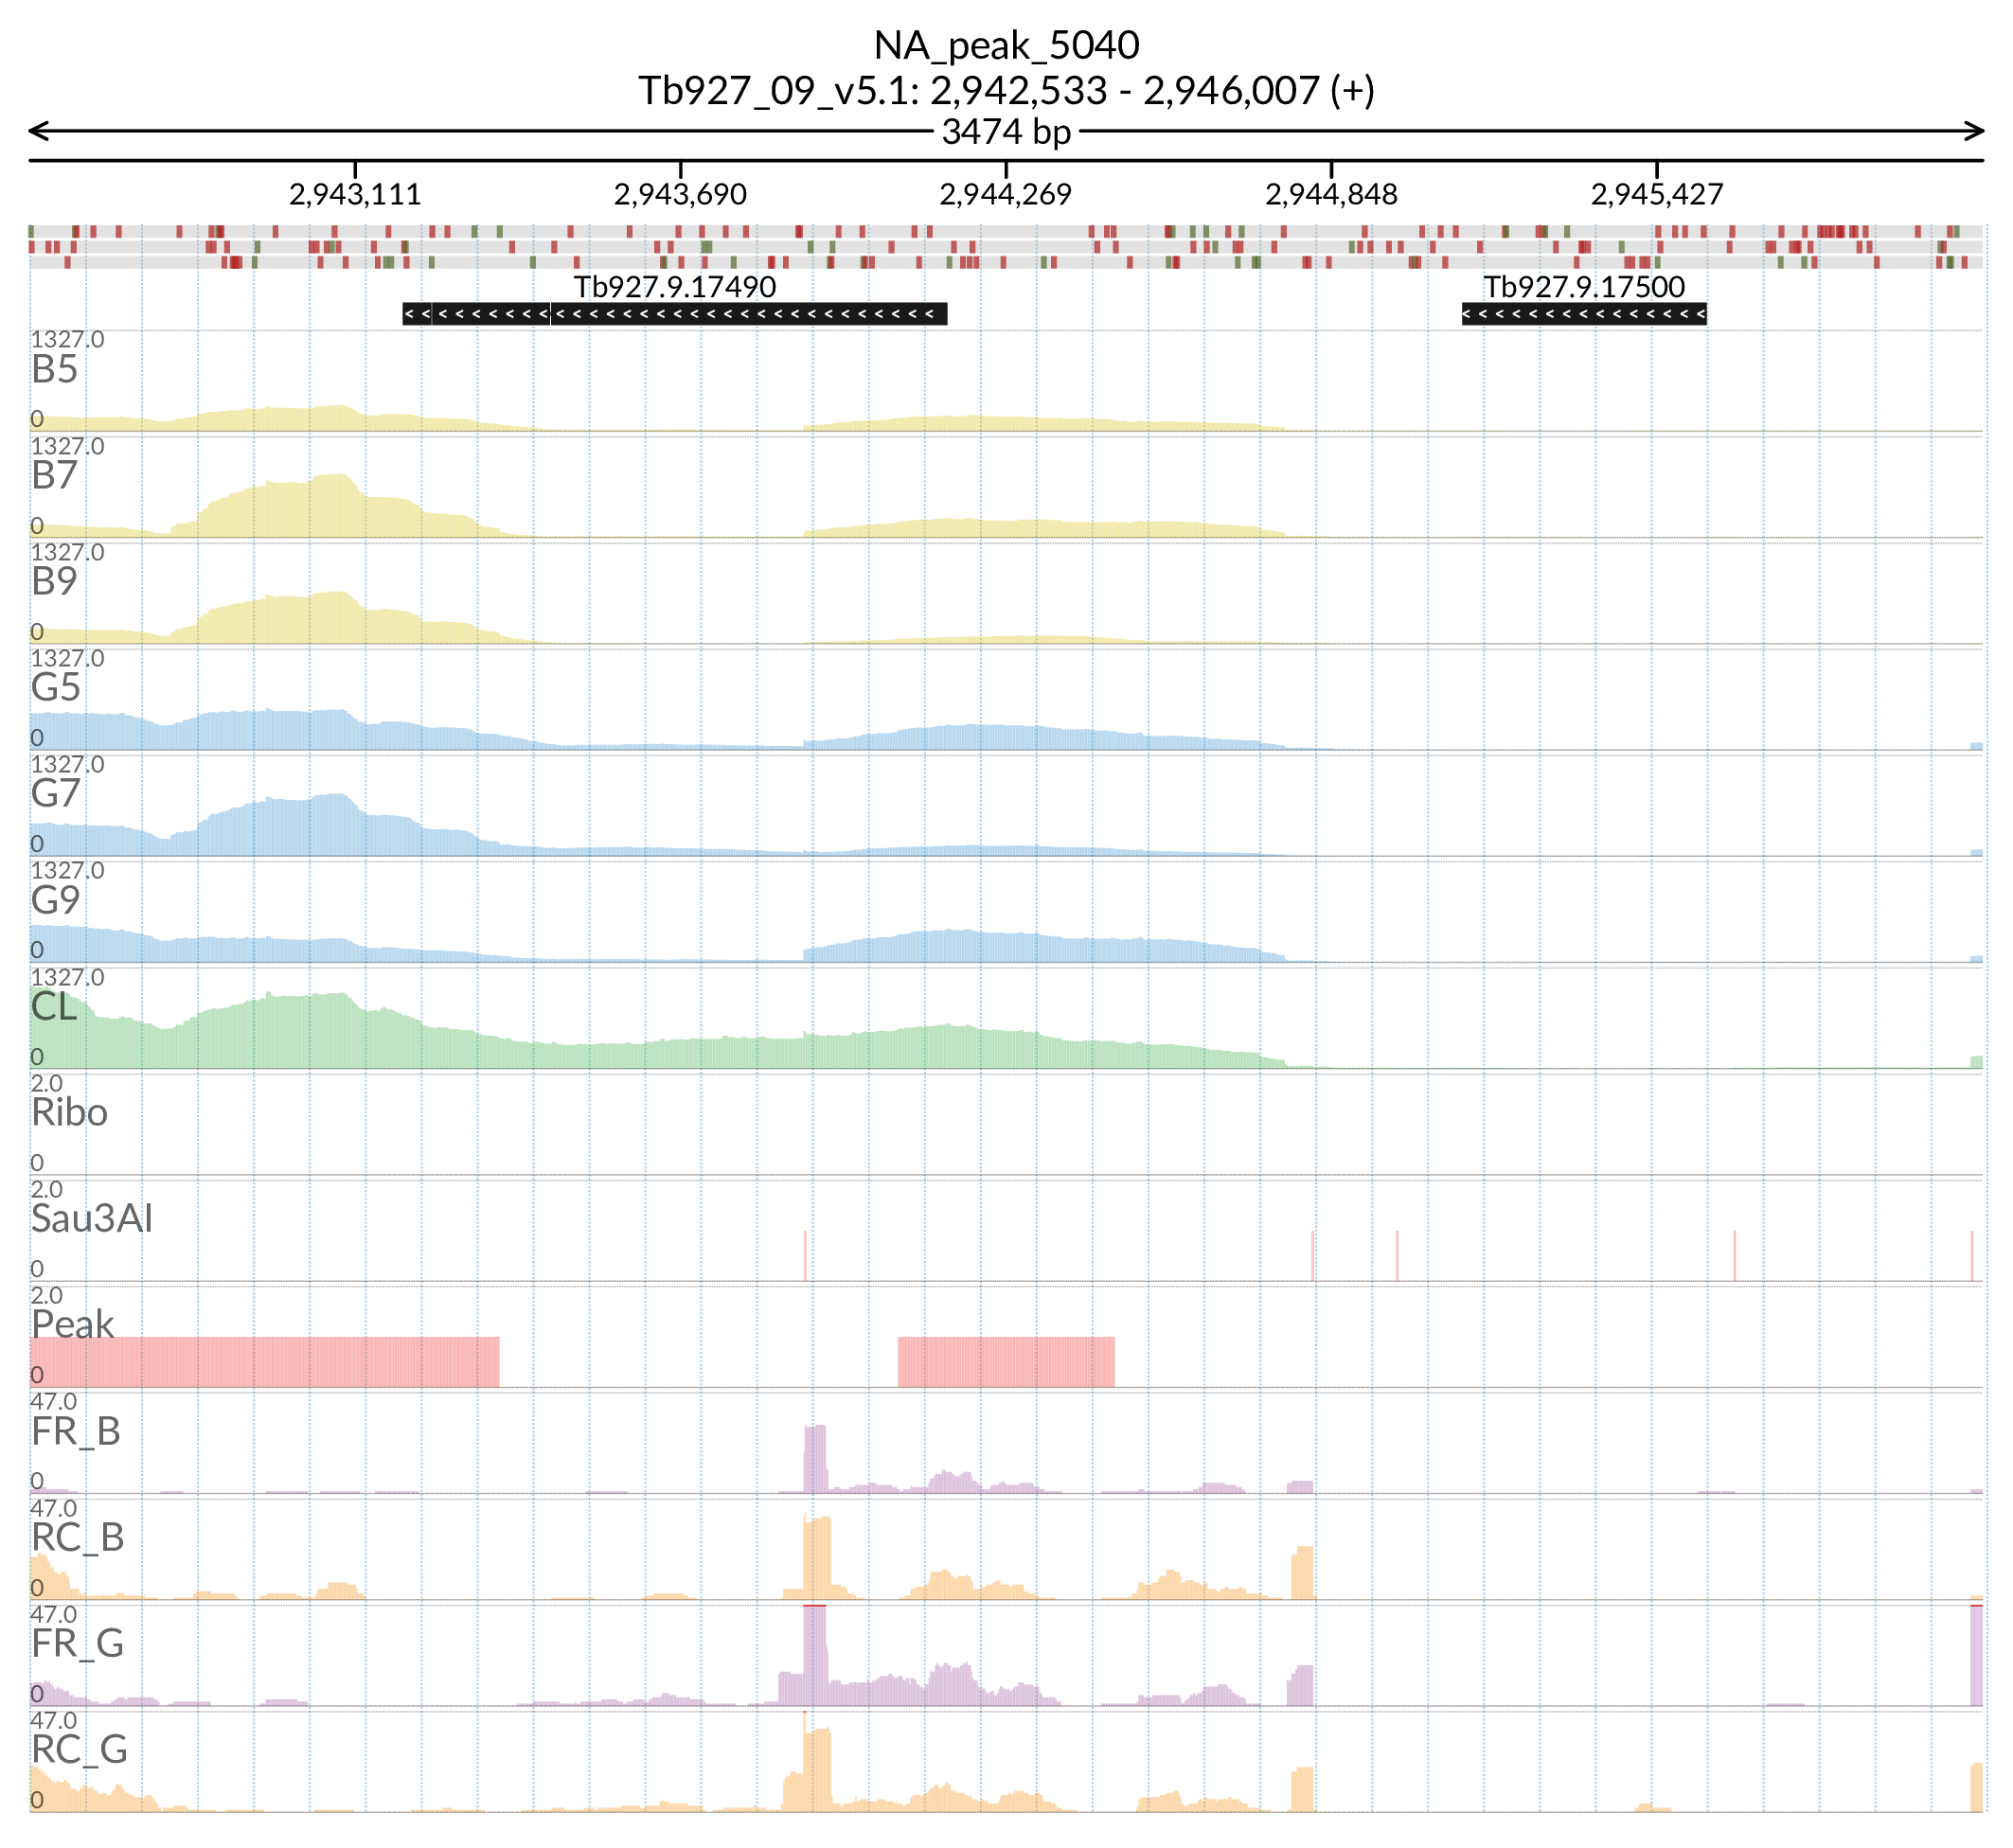 NA_peak_5040
Tb927_09_v5.1: 2,942,533 - 2,946,007 (+)
3474 bp
2,943,111 2,943,690 2,944,269 2,944,848 2,945,427
Tb927.9.17490 Tb927.9.17500
1327.0
B5
0
1327.0
B7
0
1327.0
B9
0
1327.0
G5
0
1327.0
G7
0
1327.0
G9
0
1327.0
CL
0
2.0
Ribo
0
2.0
Sau3AI
0
2.0
Peak
0
47.0
FR_B
0
47.0
RC_B
0
47.0
FR_G
0
47.0
RC_G
0